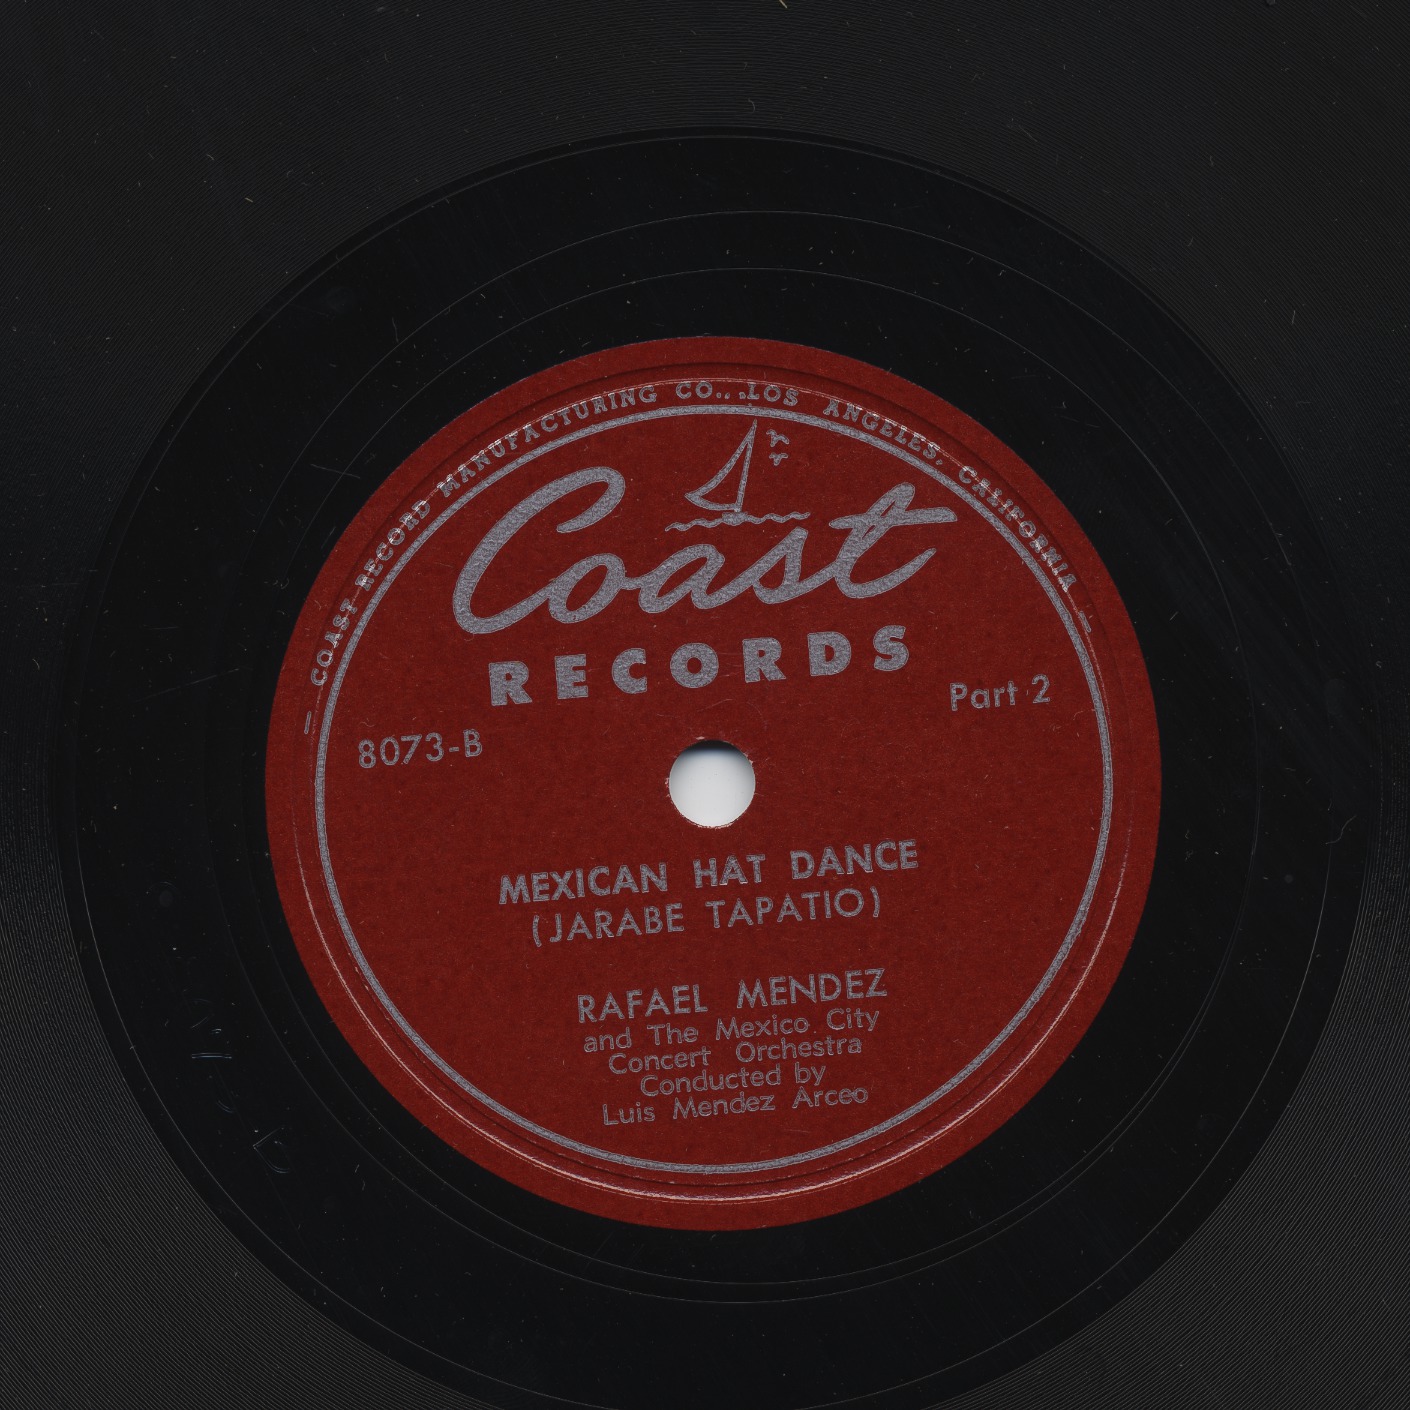 — COAST RECORD MANUFACTURING CO., LOS ANGELES, CALIFORNIA —
Coast
RECORDS
Part 2
8073-B
MEXICAN HAT DANCE
(JARABE TAPATIO)
RAFAEL MENDEZ
and The Mexico City
Concert Orchestra
Conducted by
Luis Mendez Arceo